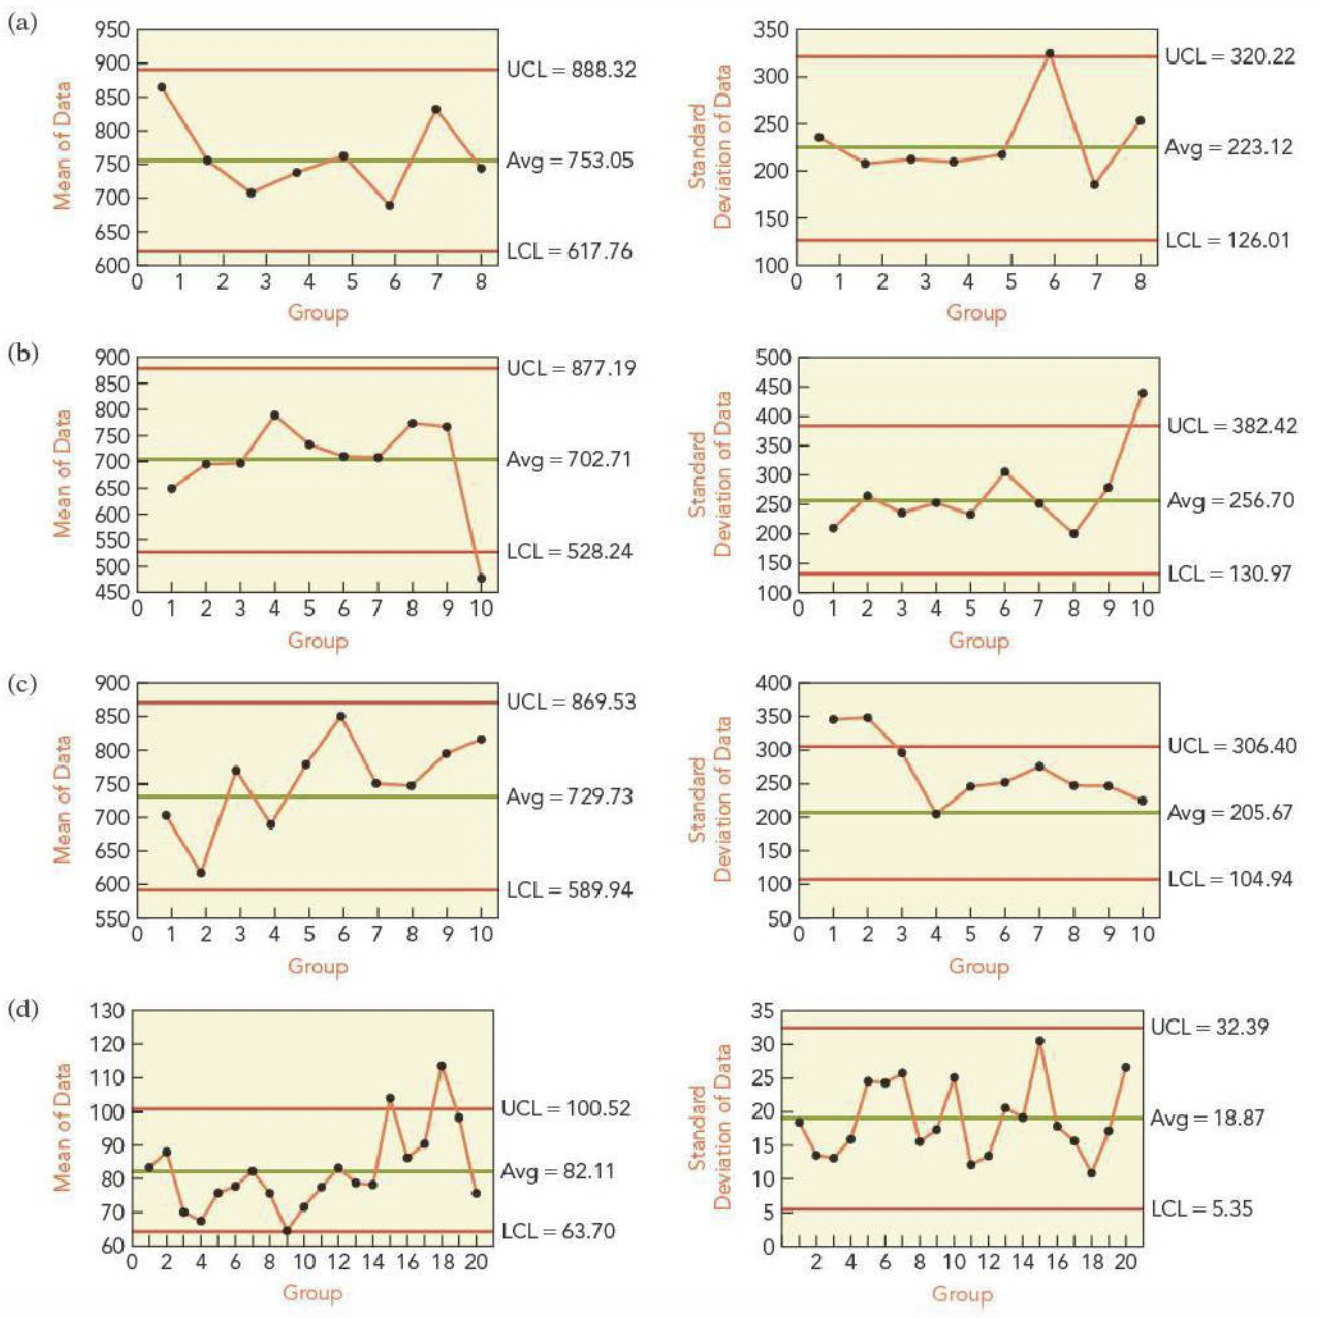 (a)
950
900
850
800
750
700
650
600
Mean of Data
UCL = 888.32
Avg = 753.05
LCL = 617.76
0 1 2 3 4 5 6 7 8
Group
350
300
250
200
150
100
Standard
Deviation of Data
UCL = 320.22
Avg = 223.12
LCL = 126.01
0 1 2 3 4 5 6 7 8
Group
(b)
900
850
800
750
700
650
600
550
500
450
Mean of Data
UCL = 877.19
Avg = 702.71
LCL = 528.24
0 1 2 3 4 5 6 7 8 9 10
Group
500
450
400
350
300
250
200
150
100
Standard
Deviation of Data
UCL = 382.42
Avg = 256.70
LCL = 130.97
0 1 2 3 4 5 6 7 8 9 10
Group
(c)
900
850
800
750
700
650
600
550
Mean of Data
UCL = 869.53
Avg = 729.73
LCL = 589.94
0 1 2 3 4 5 6 7 8 9 10
Group
400
350
300
250
200
150
100
50
Standard
Deviation of Data
UCL = 306.40
Avg = 205.67
LCL = 104.94
0 1 2 3 4 5 6 7 8 9 10
Group
(d)
130
120
110
100
90
80
70
60
Mean of Data
UCL = 100.52
Avg = 82.11
LCL = 63.70
0 2 4 6 8 10 12 14 16 18 20
Group
35
30
25
20
15
10
5
0
Standard
Deviation of Data
UCL = 32.39
Avg = 18.87
LCL = 5.35
2 4 6 8 10 12 14 16 18 20
Group